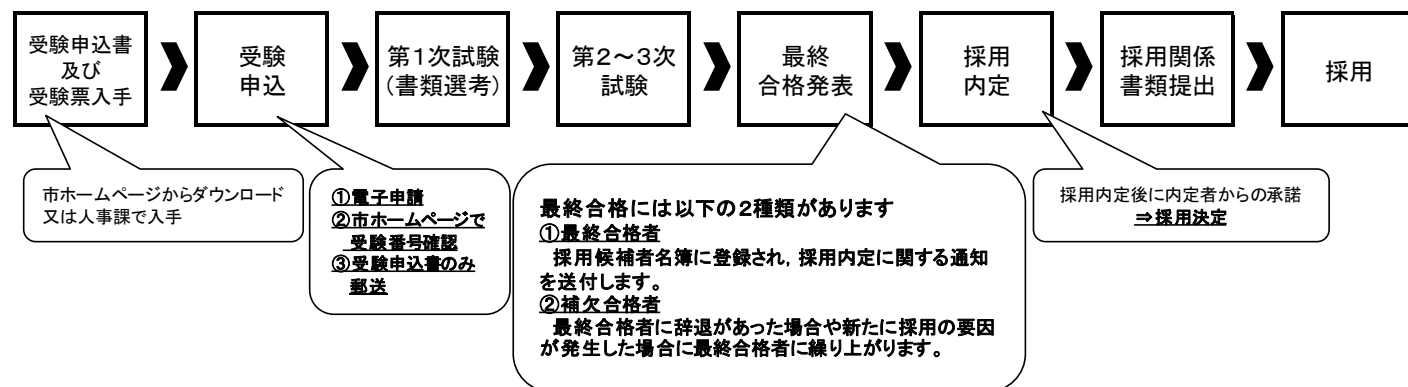 受験申込書
及び
受験票入手
受験
申込
第1次試験
(書類選考)
第2～3次
試験
最終
合格発表
採用
内定
採用関係
書類提出
採用
市ホームページからダウンロード
又は人事課で入手
①電子申請
②市ホームページで
受験番号確認
③受験申込書のみ
郵送
最終合格には以下の2種類があります
①最終合格者
採用候補者名簿に登録され，採用内定に関する通知
を送付します。
②補欠合格者
最終合格者に辞退があった場合や新たに採用の要因
が発生した場合に最終合格者に繰り上がります。
採用内定後に内定者からの承諾
⇒採用決定